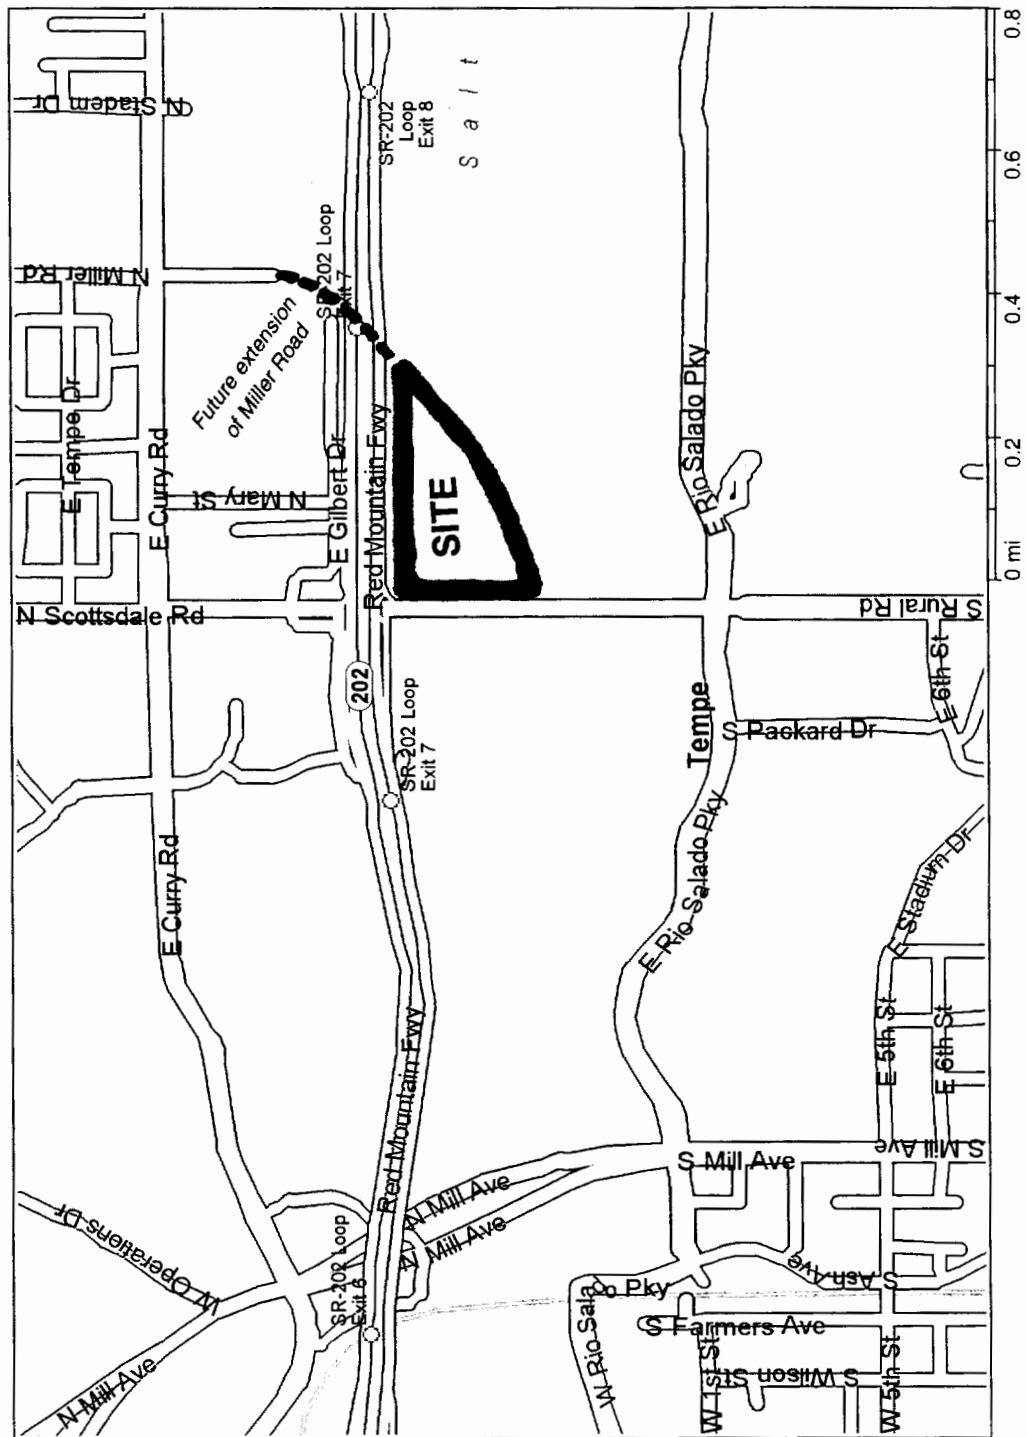 N Stadem Dr
SR-202
Loop
Exit 8
S a l t
N Miller Rd
SR-202 Loop
Exit 7
Future extension
of Miller Road
E Tempe Dr
E Curry Rd
N Mary St
E Gilbert Dr
Red Mountain Fwy
SITE
E Rio Salado Pky
N Scottsdale Rd
S Rural Rd
202
SR-202 Loop
Exit 7
Tempe
S Packard Dr
E 6th St
E Curry Rd
E Rio Salado Pky
E Stadium Dr
Red Mountain Fwy
E 5th St
E 6th St
S Mill Ave
S Mill Ave
N Mill Ave
N Mill Ave
W Operations Dr
SR-202 Loop
Exit 6
N Mill Ave
W Rio Salado Pky
S Ash Ave
S Farmers Ave
S Wilson St
W 1st St
W 5th St
0 mi
0.2
0.4
0.6
0.8